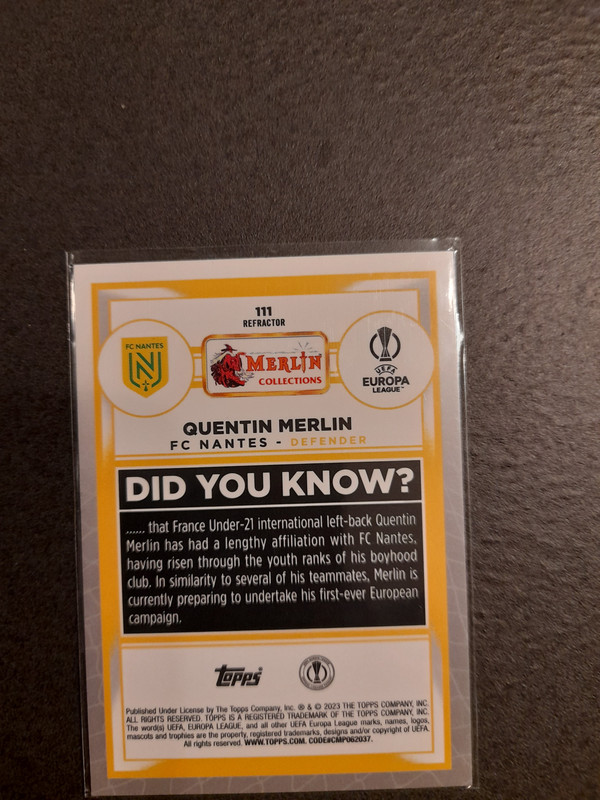 111
REFRACTOR
FC NANTES
N
MERLIN
COLLECTIONS
UEFA
EUROPA
LEAGUE™
QUENTIN MERLIN
FC NANTES - DEFENDER
DID YOU KNOW?
...... that France Under-21 international left-back Quentin
Merlin has had a lengthy affiliation with FC Nantes,
having risen through the youth ranks of his boyhood
club. In similarity to several of his teammates, Merlin is
currently preparing to undertake his first-ever European
campaign.
topps
Published Under License by The Topps Company, Inc. ® & © 2023 THE TOPPS COMPANY, INC.
ALL RIGHTS RESERVED. TOPPS IS A REGISTERED TRADEMARK OF THE TOPPS COMPANY, INC.
The word(s) UEFA, EUROPA LEAGUE, and all other UEFA Europa League marks, names, logos,
mascots and trophies are the property, registered trademarks, designs and/or copyright of UEFA.
All rights reserved. WWW.TOPPS.COM. CODE#CMP062037.